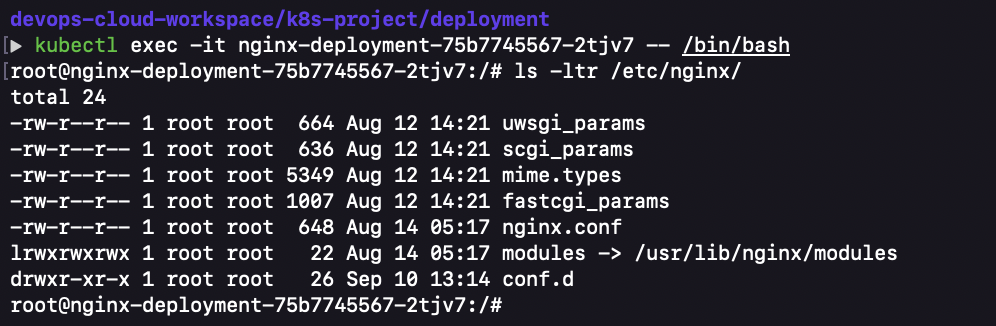 devops-cloud-workspace/k8s-project/deployment
[▶ kubectl exec -it nginx-deployment-75b7745567-2tjv7 -- /bin/bash
[root@nginx-deployment-75b7745567-2tjv7:/# ls -ltr /etc/nginx/
total 24
-rw-r--r-- 1 root root  664 Aug 12 14:21 uwsgi_params
-rw-r--r-- 1 root root  636 Aug 12 14:21 scgi_params
-rw-r--r-- 1 root root 5349 Aug 12 14:21 mime.types
-rw-r--r-- 1 root root 1007 Aug 12 14:21 fastcgi_params
-rw-r--r-- 1 root root  648 Aug 14 05:17 nginx.conf
lrwxrwxrwx 1 root root   22 Aug 14 05:17 modules -> /usr/lib/nginx/modules
drwxr-xr-x 1 root root   26 Sep 10 13:14 conf.d
root@nginx-deployment-75b7745567-2tjv7:/#